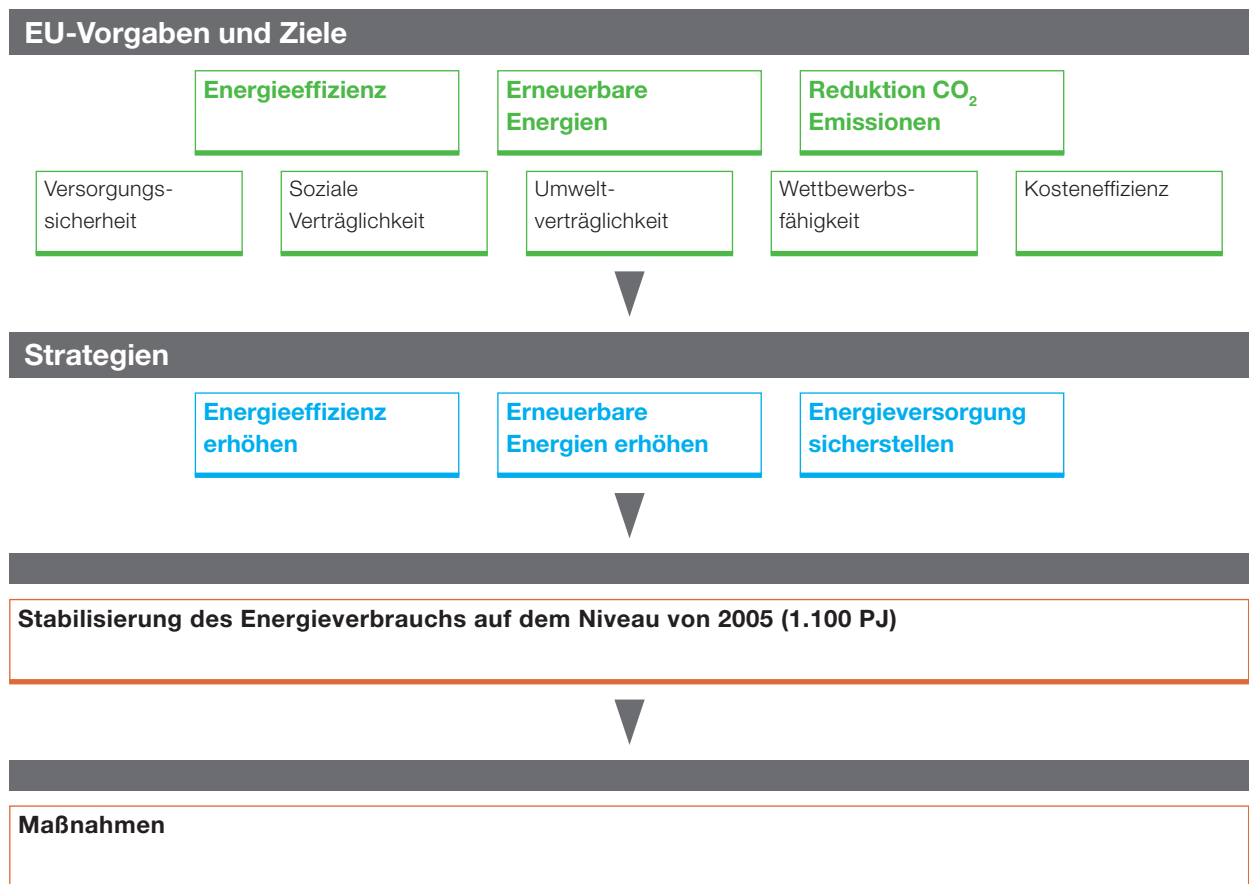 EU-Vorgaben und Ziele
Energieeffizienz
Erneuerbare
Energien
Reduktion CO₂
Emissionen
Versorgungs-
sicherheit
Soziale
Verträglichkeit
Umwelt-
verträglichkeit
Wettbewerbs-
fähigkeit
Kosteneffizienz
Strategien
Energieeffizienz
erhöhen
Erneuerbare
Energien erhöhen
Energieversorgung
sicherstellen
Stabilisierung des Energieverbrauchs auf dem Niveau von 2005 (1.100 PJ)
Maßnahmen